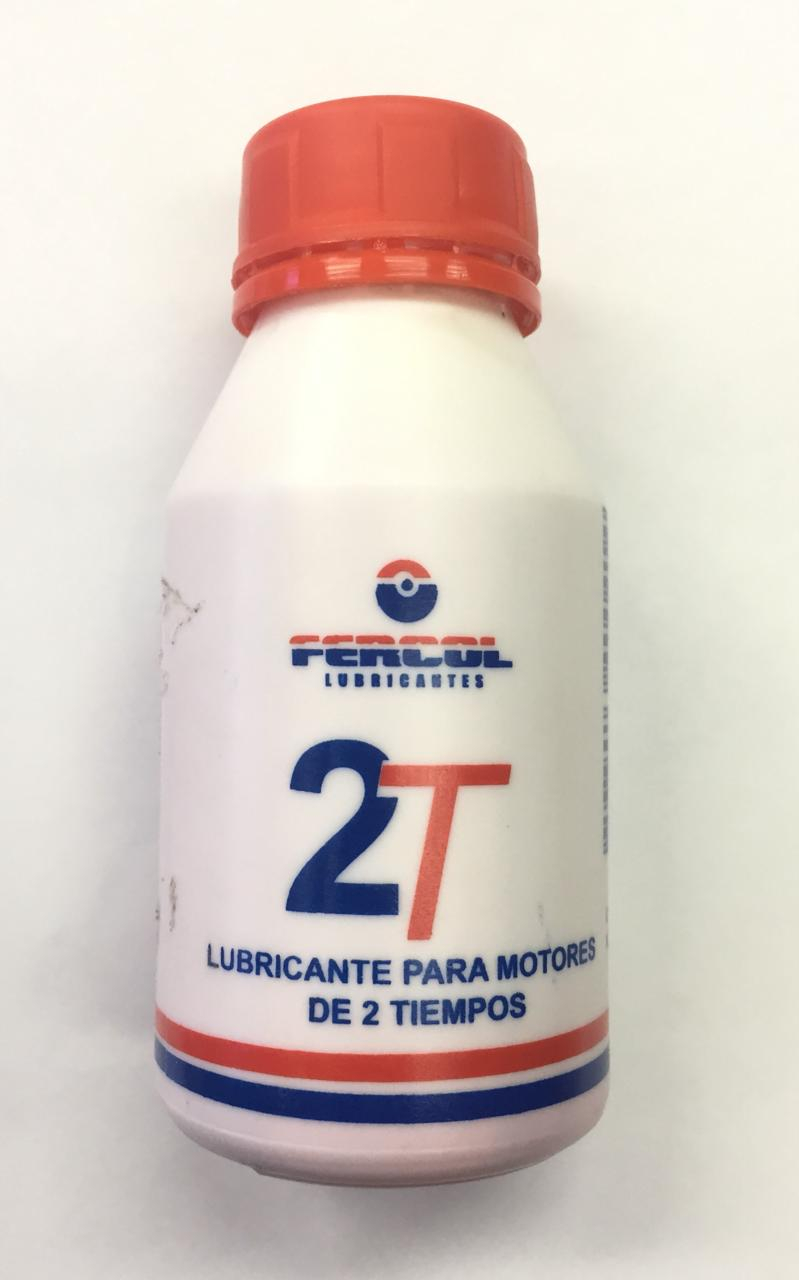 FERCOL
LUBRICANTES
2T
LUBRICANTE PARA MOTORES
DE 2 TIEMPOS